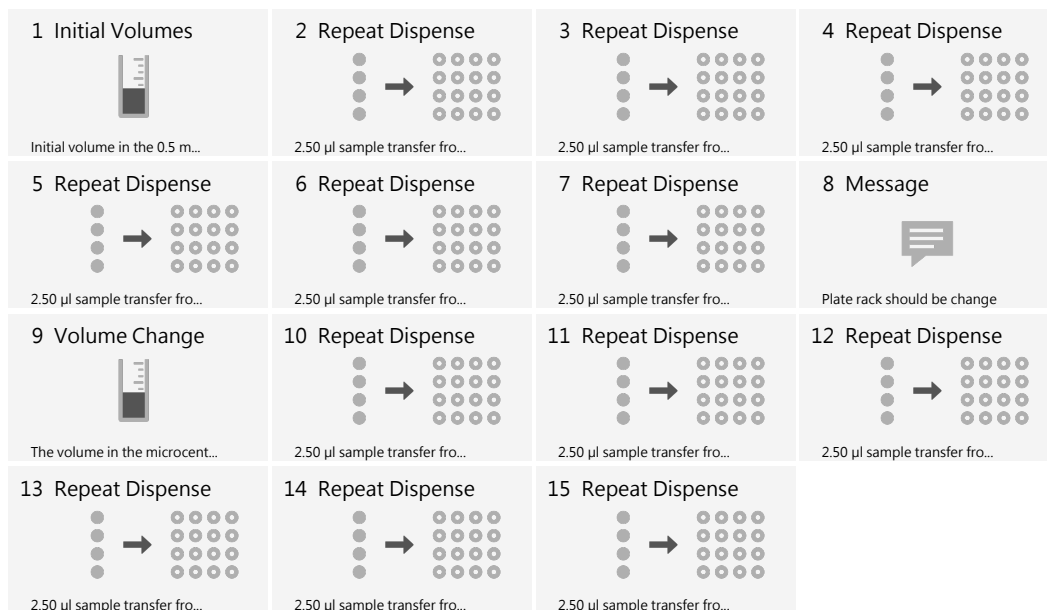 1 Initial Volumes
Initial volume in the 0.5 m...
2 Repeat Dispense
2.50 µl sample transfer fro...
3 Repeat Dispense
2.50 µl sample transfer fro...
4 Repeat Dispense
2.50 µl sample transfer fro...
5 Repeat Dispense
2.50 µl sample transfer fro...
6 Repeat Dispense
2.50 µl sample transfer fro...
7 Repeat Dispense
2.50 µl sample transfer fro...
8 Message
Plate rack should be change
9 Volume Change
The volume in the microcent...
10 Repeat Dispense
2.50 µl sample transfer fro...
11 Repeat Dispense
2.50 µl sample transfer fro...
12 Repeat Dispense
2.50 µl sample transfer fro...
13 Repeat Dispense
2.50 µl sample transfer fro...
14 Repeat Dispense
2.50 µl sample transfer fro...
15 Repeat Dispense
2.50 µl sample transfer fro...